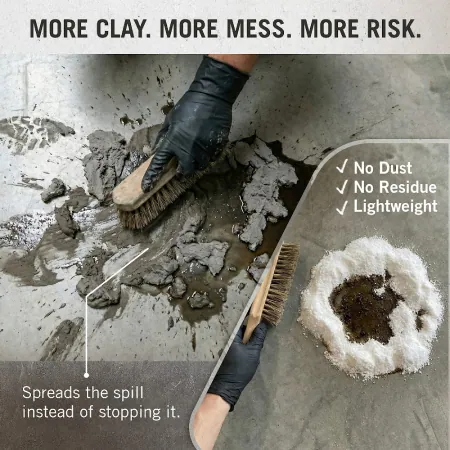 MORE CLAY. MORE MESS. MORE RISK.
✓ No Dust
✓ No Residue
✓ Lightweight
Spreads the spill
instead of stopping it.